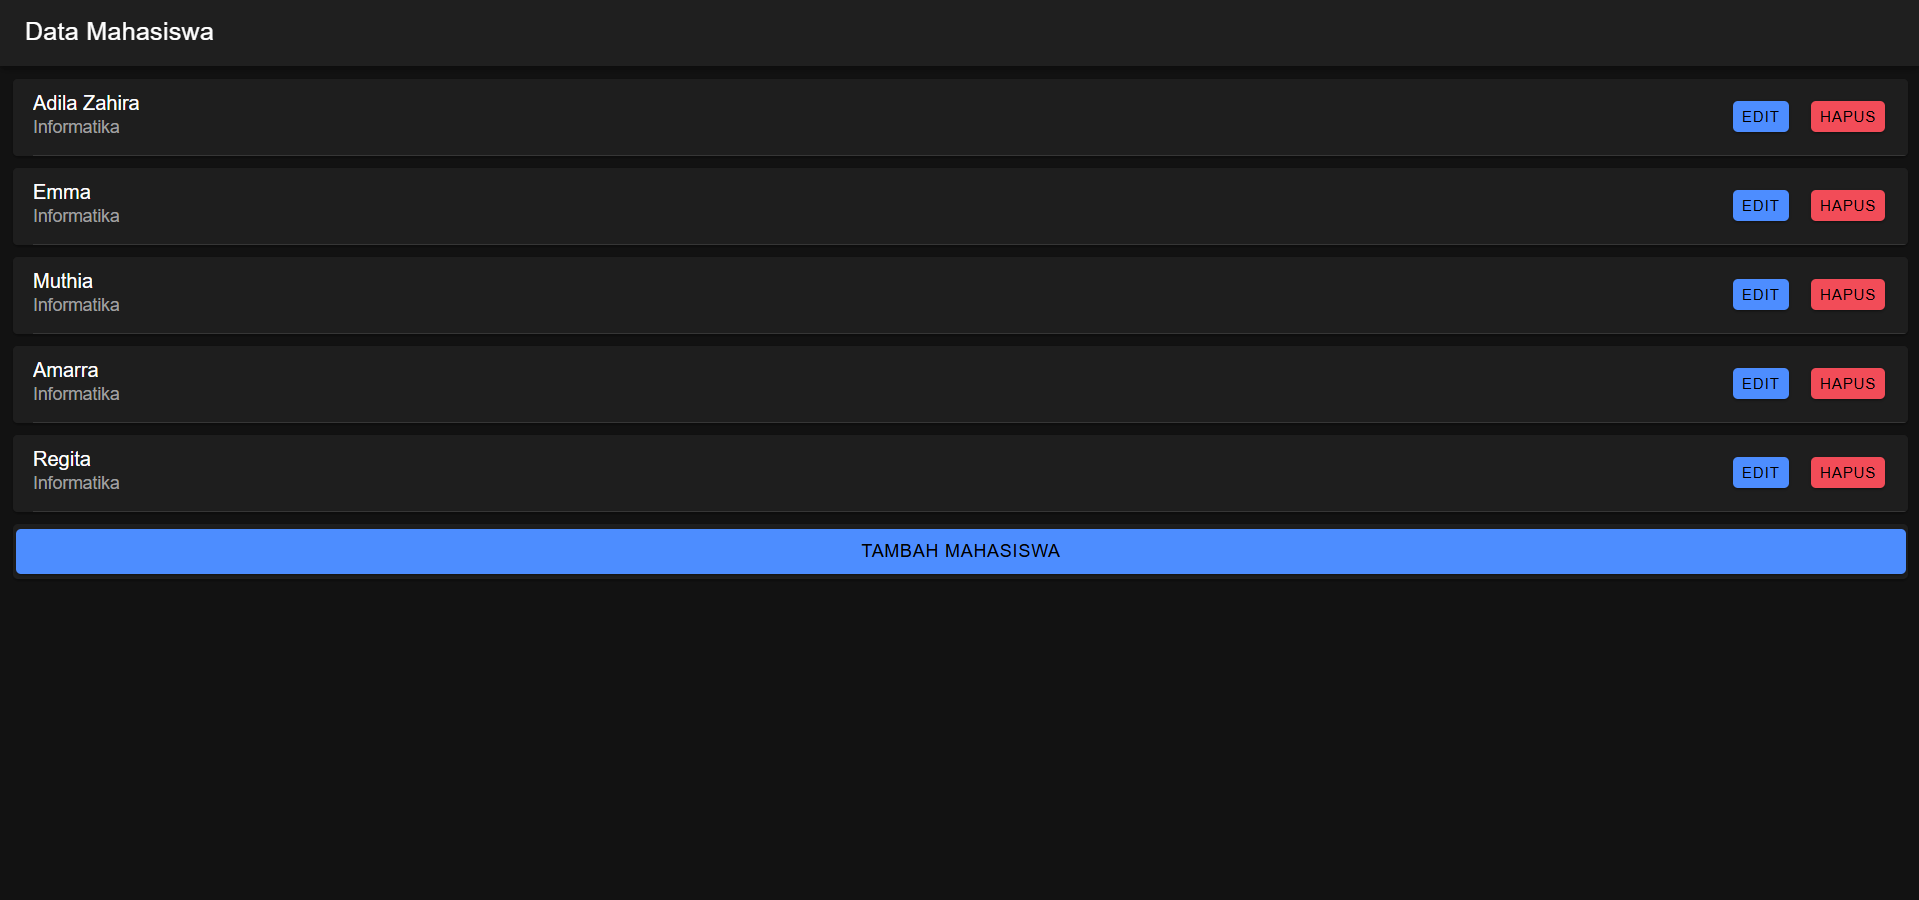 Data Mahasiswa
Adila Zahira
Informatika
EDIT HAPUS
Emma
Informatika
EDIT HAPUS
Muthia
Informatika
EDIT HAPUS
Amarra
Informatika
EDIT HAPUS
Regita
Informatika
EDIT HAPUS
TAMBAH MAHASISWA